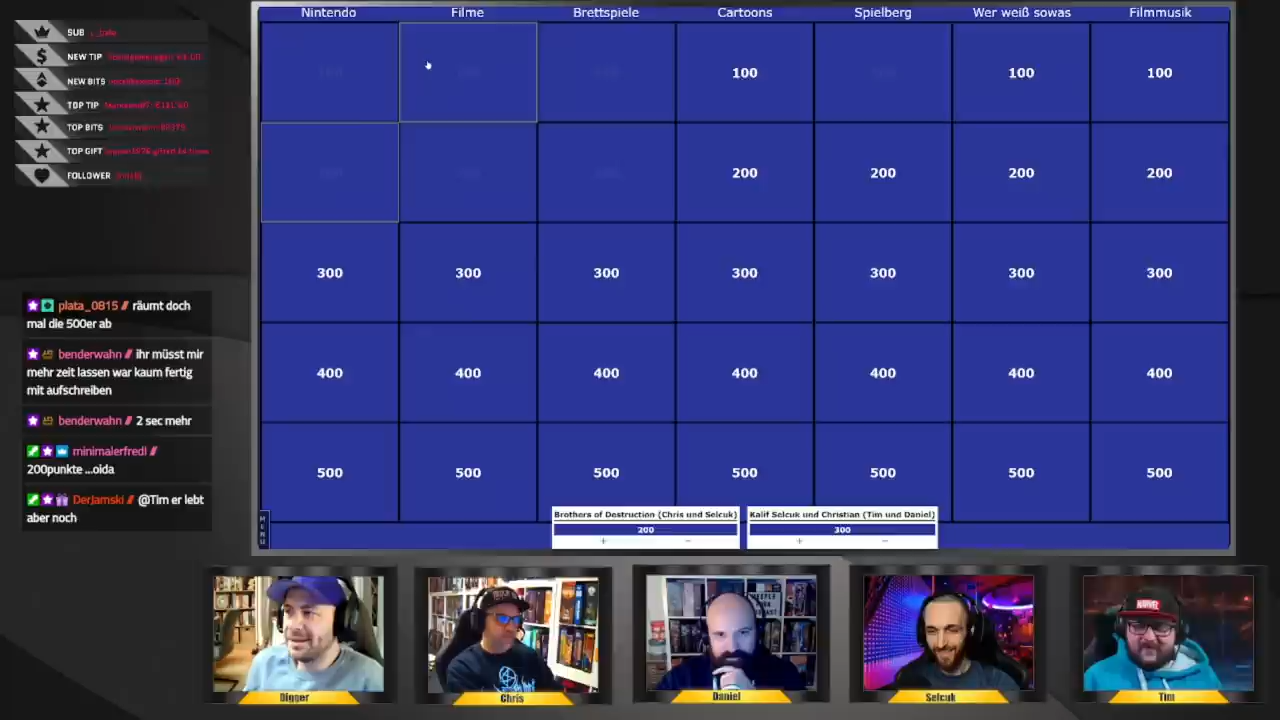 Nintendo Filme Brettspiele Cartoons Spielberg Wer weiß sowas Filmmusik
100 100 100
200 200 200 200
300 300 300 300 300 300 300
400 400 400 400 400 400 400
500 500 500 500 500 500 500
MENU
Brothers of Destruction (Chris und Selcuk)
200
+ −
Kalif Selcuk und Christian (Tim und Daniel)
300
+ −
SUB
NEW TIP
NEW BITS
TOP TIP
TOP BITS
TOP GIFT
FOLLOWER
plata_0815 // räumt doch
mal die 500er ab
benderwahn // ihr müsst mir
mehr zeit lassen war kaum fertig
mit aufschreiben
benderwahn // 2 sec mehr
minimalerfredl //
200punkte ...oida
DerJamski // @Tim er lebt
aber noch
MARVEL
Digger
Chris
Daniel
Selcuk
Tim